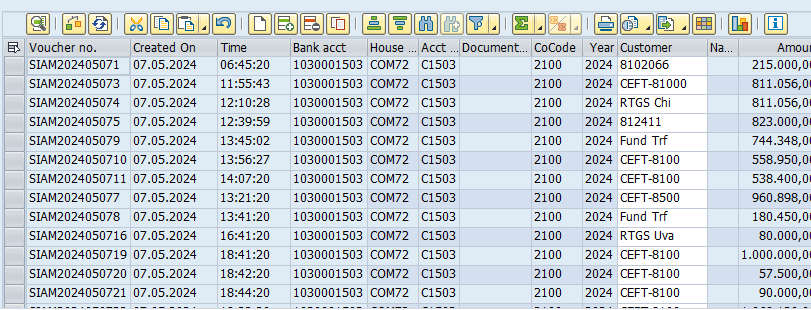 Voucher no. Created On Time Bank acct House ... Acct ... Document... CoCode Year Customer Na... Amou
SIAM202405071 07.05.2024 06:45:20 1030001503 COM72 C1503 2100 2024 8102066 215.000,0
SIAM202405073 07.05.2024 11:55:43 1030001503 COM72 C1503 2100 2024 CEFT-81000 811.056,0
SIAM202405074 07.05.2024 12:10:28 1030001503 COM72 C1503 2100 2024 RTGS Chi 811.056,0
SIAM202405075 07.05.2024 12:39:59 1030001503 COM72 C1503 2100 2024 812411 823.000,0
SIAM202405079 07.05.2024 13:45:02 1030001503 COM72 C1503 2100 2024 Fund Trf 744.348,0
SIAM2024050710 07.05.2024 13:56:27 1030001503 COM72 C1503 2100 2024 CEFT-8100 558.950,0
SIAM2024050711 07.05.2024 14:07:20 1030001503 COM72 C1503 2100 2024 CEFT-8100 538.400,0
SIAM202405077 07.05.2024 13:21:20 1030001503 COM72 C1503 2100 2024 CEFT-8500 960.898,0
SIAM202405078 07.05.2024 13:41:20 1030001503 COM72 C1503 2100 2024 Fund Trf 180.450,0
SIAM2024050716 07.05.2024 16:41:20 1030001503 COM72 C1503 2100 2024 RTGS Uva 80.000,0
SIAM2024050719 07.05.2024 18:41:20 1030001503 COM72 C1503 2100 2024 CEFT-8100 1.000.000,0
SIAM2024050720 07.05.2024 18:42:20 1030001503 COM72 C1503 2100 2024 CEFT-8100 57.500,0
SIAM2024050721 07.05.2024 18:44:20 1030001503 COM72 C1503 2100 2024 CEFT-8100 90.000,0